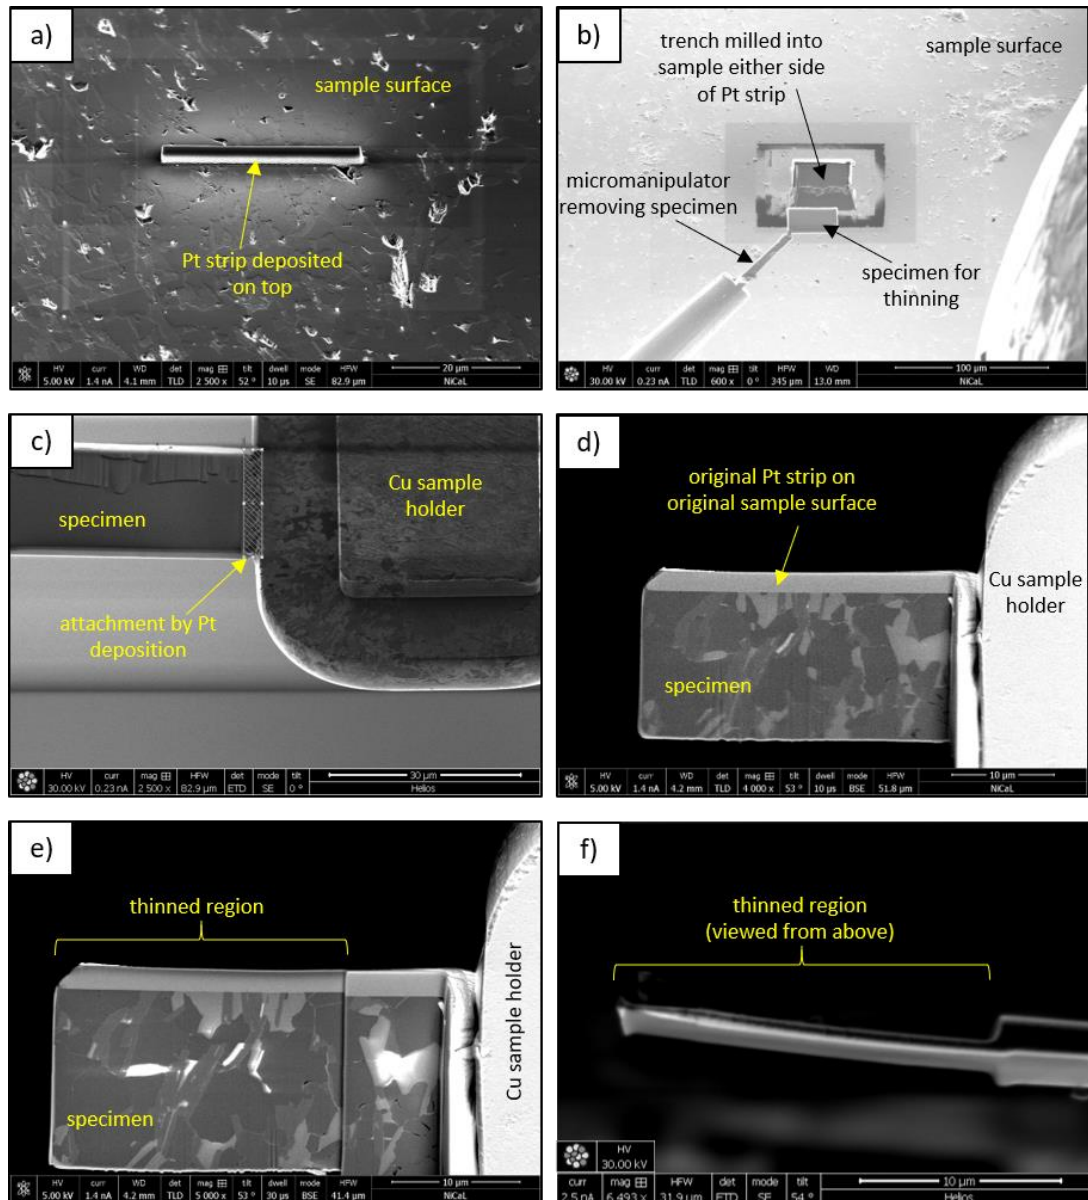 a)
sample surface
Pt strip deposited
on top
HV curr WD det mag tilt dwell mode HFW
5.00 kV 1.4 nA 4.1 mm TLD 2 500 x 52 ° 10 µs SE 82.9 µm
20 µm
NiCaL
b)
trench milled into
sample either side
of Pt strip
sample surface
micromanipulator
removing specimen
specimen for
thinning
HV curr det mag tilt HFW WD
30.00 kV 0.23 nA TLD 600 x 0 ° 345 µm 13.0 mm
100 µm
NiCaL
c)
Cu sample
holder
specimen
attachment by Pt
deposition
HV curr mag HFW det mode tilt
30.00 kV 0.23 nA 2 500 x 82.9 µm ETD SE 0 °
30 µm
Helios
d)
original Pt strip on
original sample surface
Cu sample
holder
specimen
HV curr WD det mag tilt dwell mode HFW
5.00 kV 1.4 nA 4.2 mm TLD 4 000 x 53 ° 10 µs BSE 51.8 µm
10 µm
NiCaL
e)
thinned region
Cu sample holder
specimen
HV curr WD det mag tilt dwell mode HFW
5.00 kV 1.4 nA 4.2 mm TLD 5 000 x 53 ° 30 µs BSE 41.4 µm
10 µm
NiCaL
f)
thinned region
(viewed from above)
HV
30.00 kV
curr mag HFW det mode tilt
2.5 nA 6 493 x 31.9 µm ETD SE 54 °
10 µm
Helios